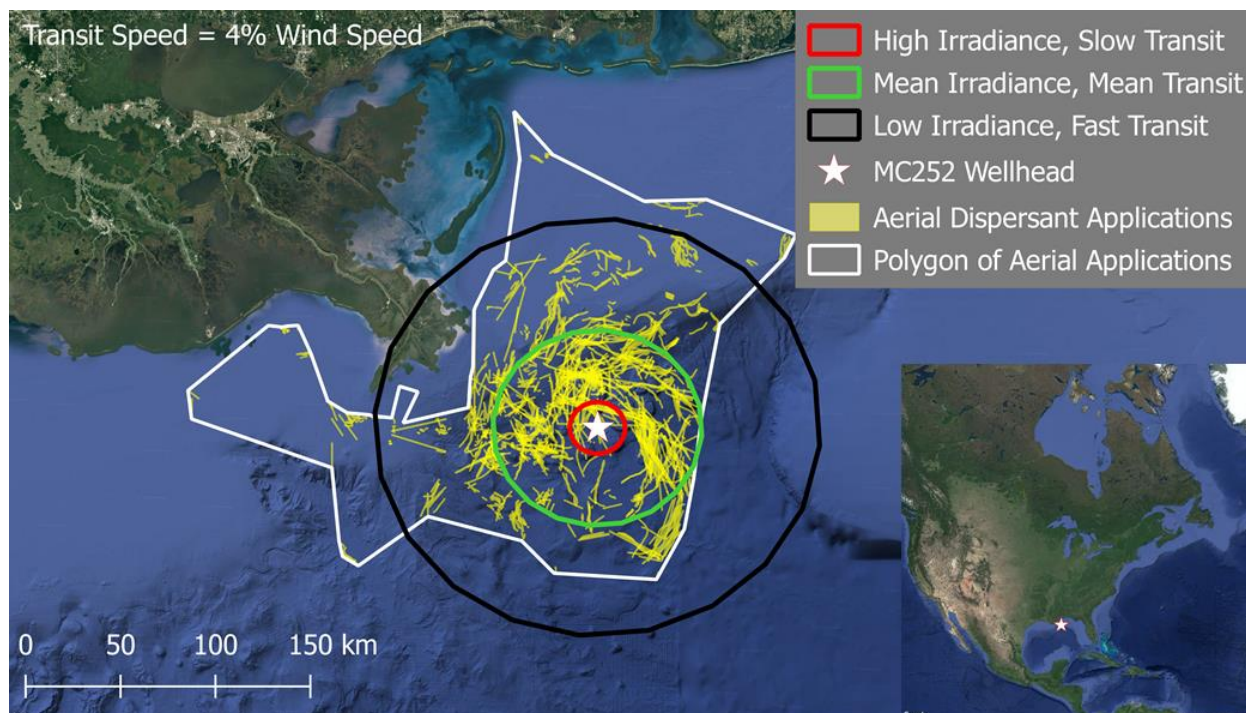 Transit Speed = 4% Wind Speed
High Irradiance, Slow Transit
Mean Irradiance, Mean Transit
Low Irradiance, Fast Transit
MC252 Wellhead
Aerial Dispersant Applications
Polygon of Aerial Applications
0 50 100 150 km